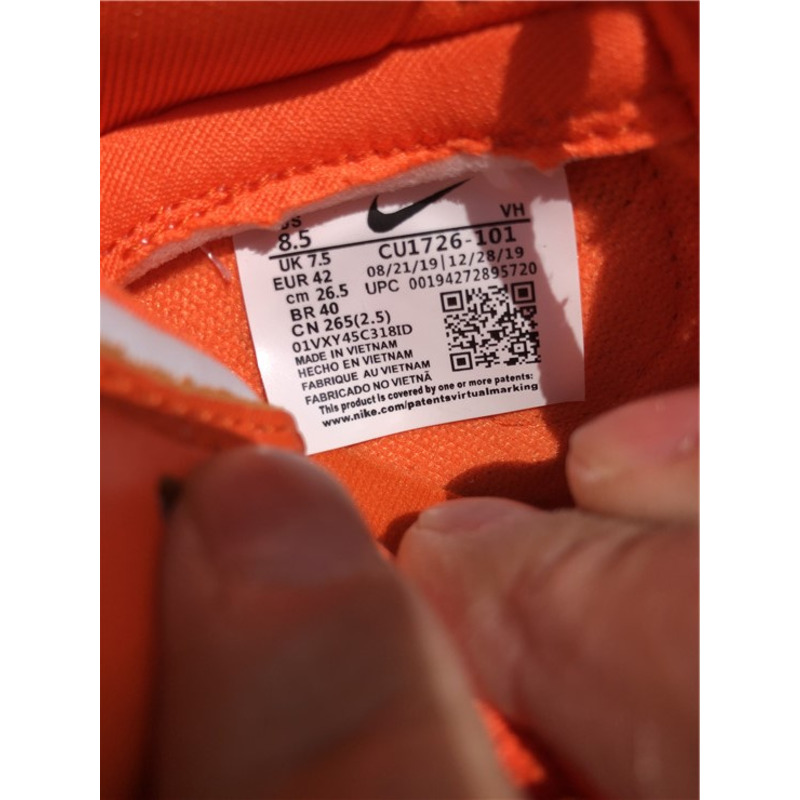 US VH
8.5 CU1726-101
UK 7.5 08/21/19|12/28/19
EUR 42 UPC 00194272895720
cm 26.5
BR 40
CN 265(2.5)
01VXY45C318ID
MADE IN VIETNAM
HECHO EN VIETNAM
FABRIQUE AU VIETNAM
FABRICADO NO VIETNÃ
This product is covered by one or more patents:
www.nike.com/patentsvirtualmarking